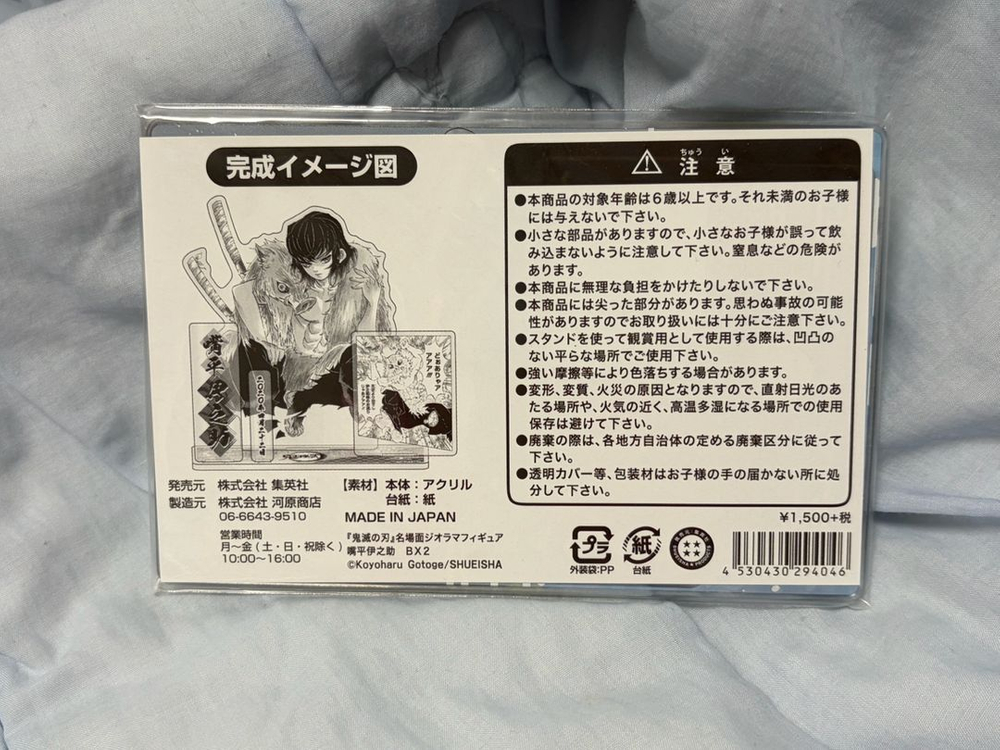 完成イメージ図
嘴平 伊之助
どおおりゃア
アアア!!
発売元 株式会社 集英社
製造元 株式会社 河原商店
06-6643-9510
営業時間
月〜金(土・日・祝除く)
10:00〜16:00
【素材】本体:アクリル
台紙:紙
MADE IN JAPAN
『鬼滅の刃』名場面ジオラマフィギュア
嘴平伊之助 BX2
©Koyoharu Gotoge/SHUEISHA
ちゅう い
⚠ 注 意
●本商品の対象年齢は6歳以上です。それ未満のお子様
には与えないで下さい。
●小さな部品がありますので、小さなお子様が誤って飲
み込まないように注意して下さい。窒息などの危険が
あります。
●本商品に無理な負担をかけたりしないで下さい。
●本商品には尖った部分があります。思わぬ事故の可能
性がありますのでお取り扱いには十分にご注意下さい。
●スタンドを使って観賞用として使用する際は、凹凸の
ない平らな場所でご使用下さい。
●強い摩擦等により色落ちする場合があります。
●変形、変質、火災の原因となりますので、直射日光のあ
たる場所や、火気の近く、高温多湿になる場所での使用
保存は避けて下さい。
●廃棄の際は、各地方自治体の定める廃棄区分に従って
下さい。
●透明カバー等、包装材はお子様の手の届かない所に処
分して下さい。
¥1,500+税
プラ
外装袋:PP
紙
台紙
4 530430 294046